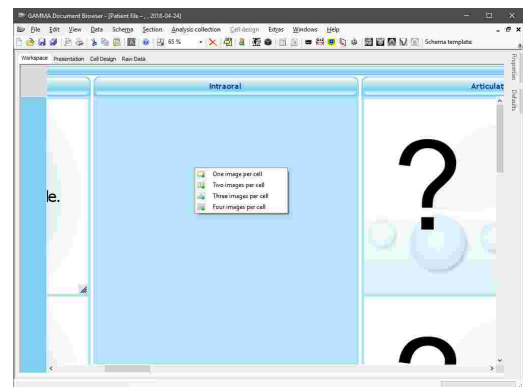 GAMMA Document Browser - [Patient file - , , 2018-04-24]
File Edit View Data Schema Section Analysis collection Cell design Extras Windows Help
65 % Schema template:
Workspace Presentation Cell Design Raw Data
Properties
Defaults
Intraoral
Articulat
le.
?
One image per cell
Two images per cell
Three images per cell
Four images per cell